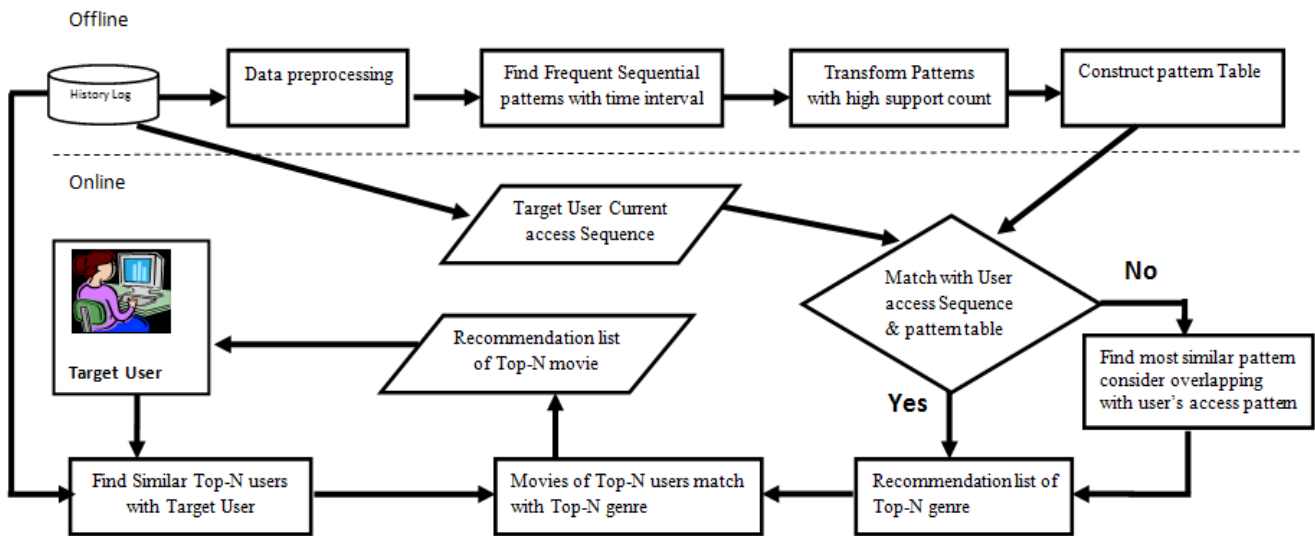 Offline
History Log
Data preprocessing
Find Frequent Sequential
patterns with time interval
Transform Patterns
with high support count
Construct pattern Table
Online
Target User Current
access Sequence
Match with User
access Sequence
& pattern table
No
Yes
Find most similar pattern
consider overlapping
with user's access pattern
Target User
Recommendation list
of Top-N movie
Find Similar Top-N users
with Target User
Movies of Top-N users match
with Top-N genre
Recommendation list of
Top-N genre